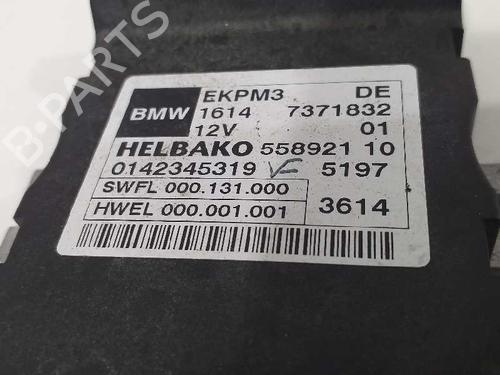 BMW EKPM3 DE
1614 7371832
12V 01
HELBAKO 558921 10
0142345319 VF 5197
SWFL 000.131.000
HWEL 000.001.001
3614
B-PARTS